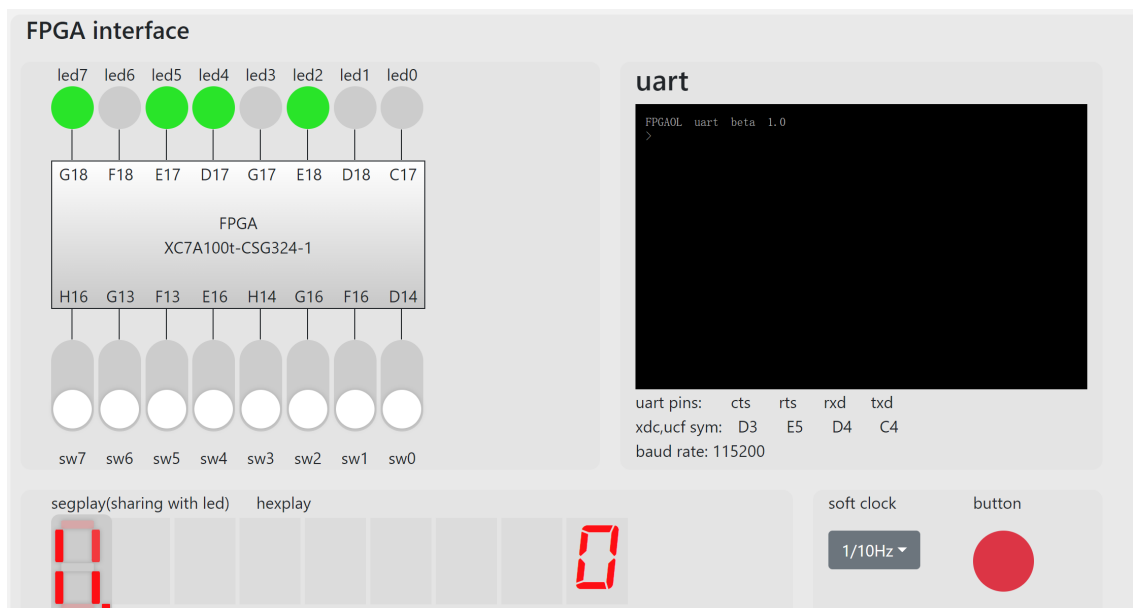 FPGA interface
led7 led6 led5 led4 led3 led2 led1 led0
G18 F18 E17 D17 G17 E18 D18 C17
FPGA
XC7A100t-CSG324-1
H16 G13 F13 E16 H14 G16 F16 D14
sw7 sw6 sw5 sw4 sw3 sw2 sw1 sw0
uart
FPGAOL uart beta 1.0
>
uart pins: cts rts rxd txd
xdc,ucf sym: D3 E5 D4 C4
baud rate: 115200
segplay(sharing with led) hexplay
0
soft clock button
1/10Hz